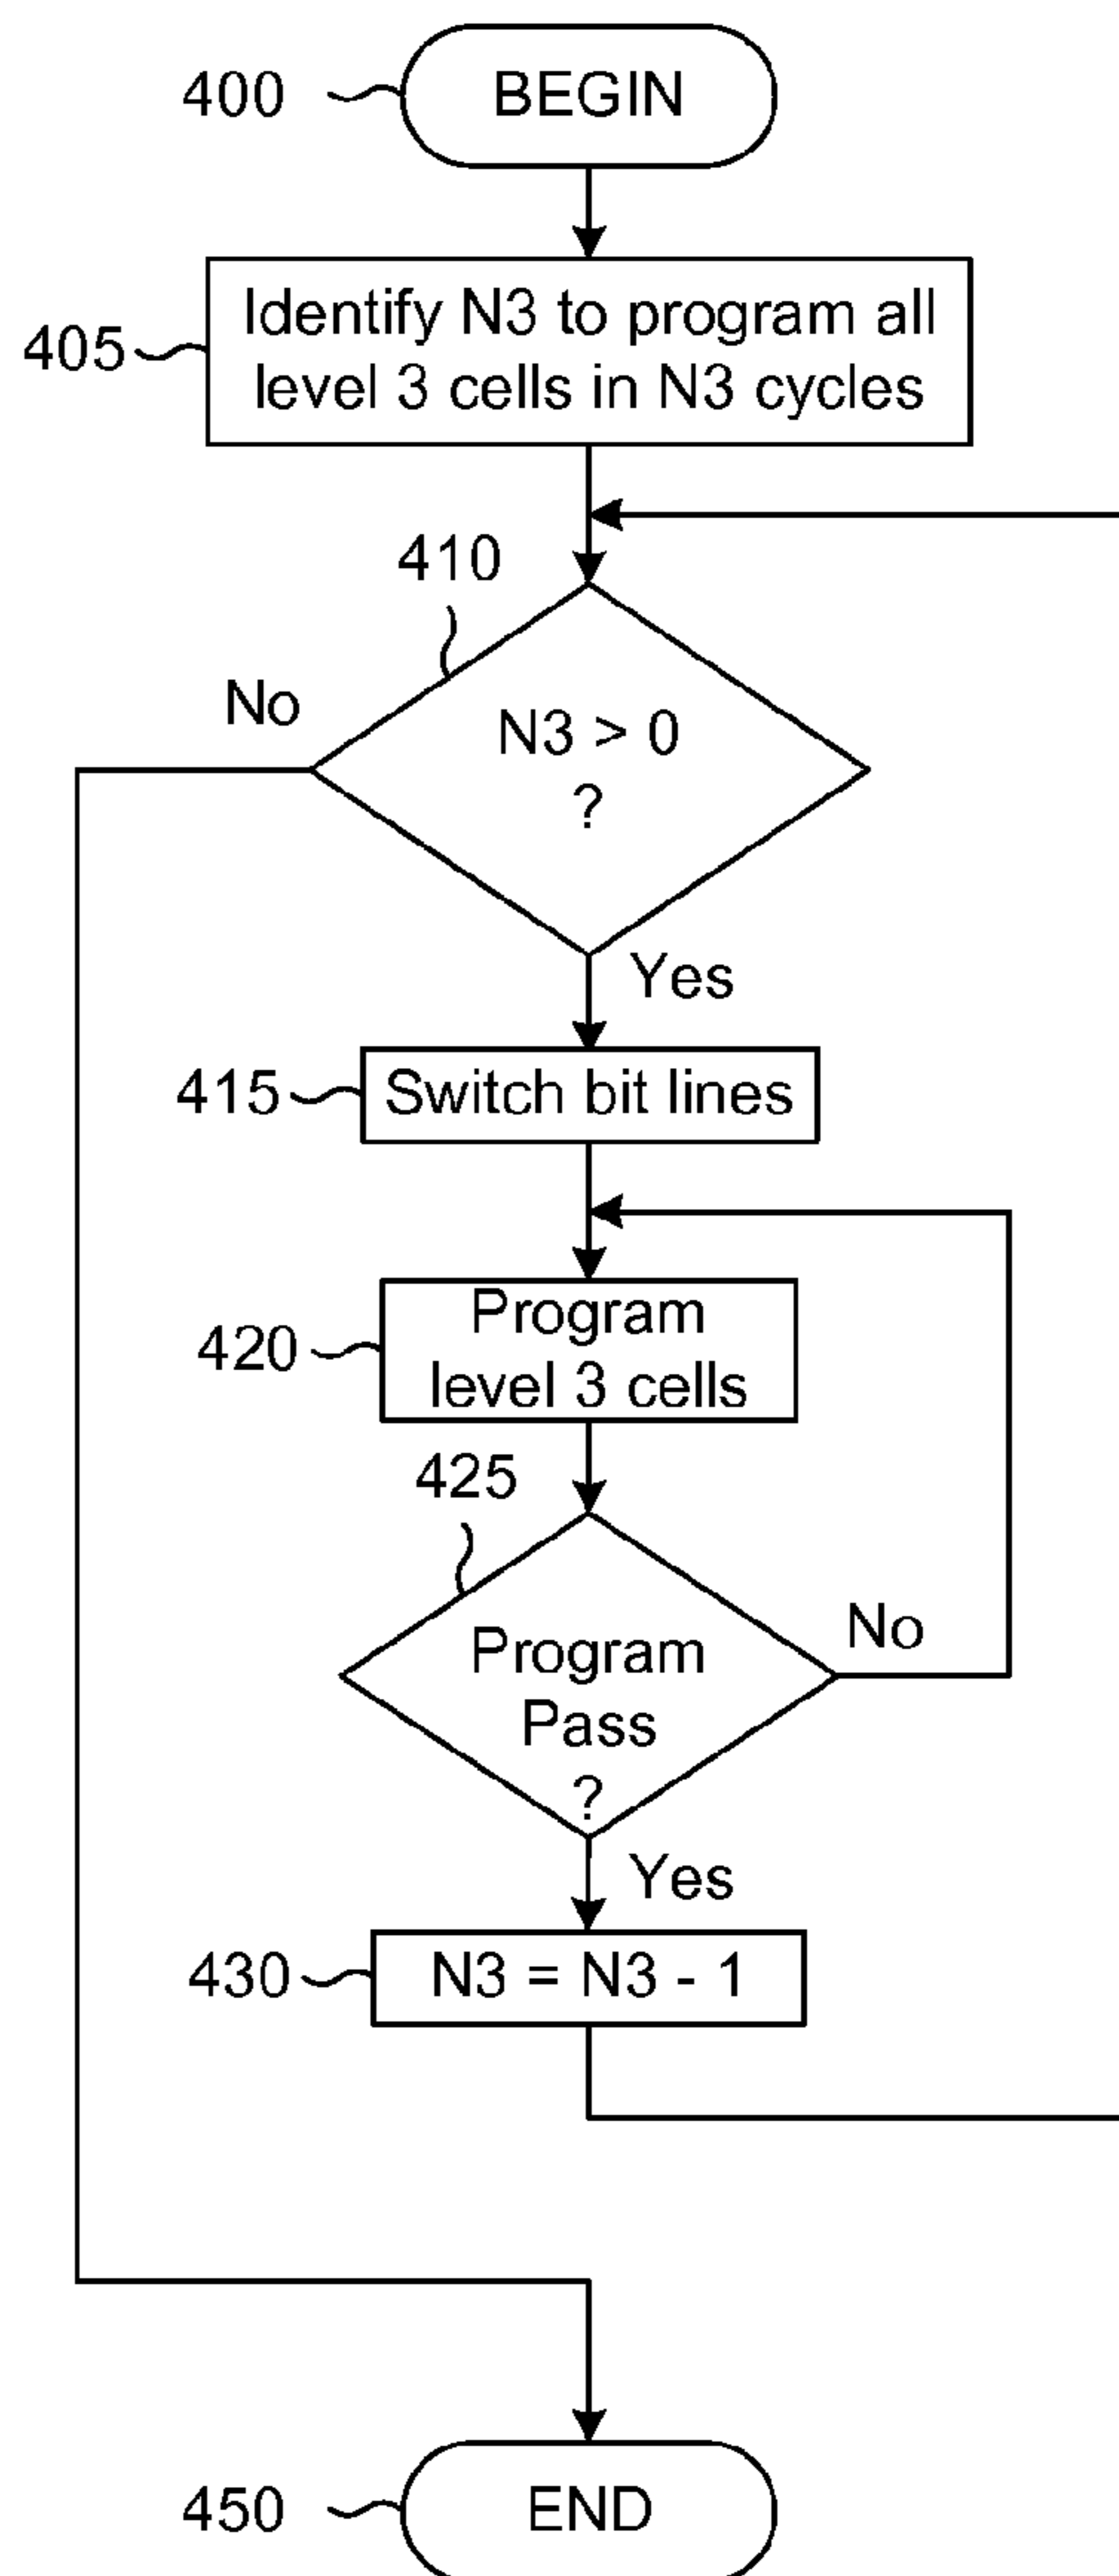 400
BEGIN
405
Identify N3 to program all
level 3 cells in N3 cycles
410
No
N3 > 0
?
Yes
415
Switch bit lines
420
Program
level 3 cells
425
No
Program
Pass
?
Yes
430
N3 = N3 - 1
450
END